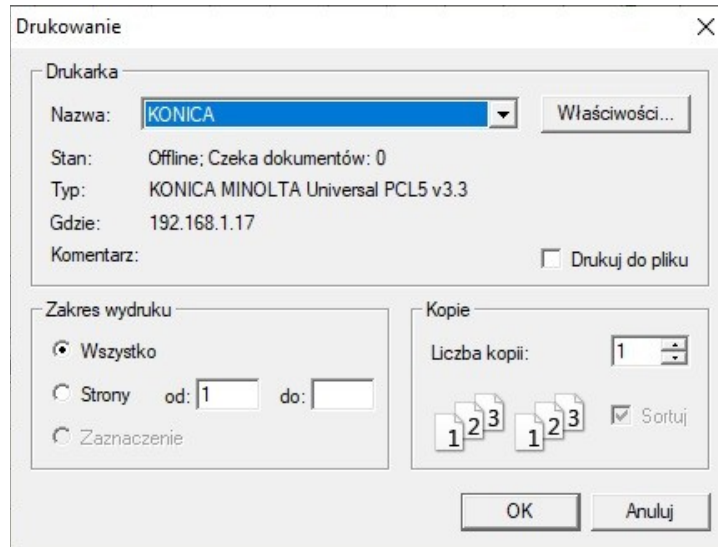 Drukowanie
Drukarka
Nazwa: KONICA Właściwości...
Stan: Offline; Czeka dokumentów: 0
Typ: KONICA MINOLTA Universal PCL5 v3.3
Gdzie: 192.168.1.17
Komentarz: Drukuj do pliku
Zakres wydruku
Wszystko
Strony od: 1 do:
Zaznaczenie
Kopie
Liczba kopii: 1
1 2 3 1 2 3 Sortuj
OK Anuluj